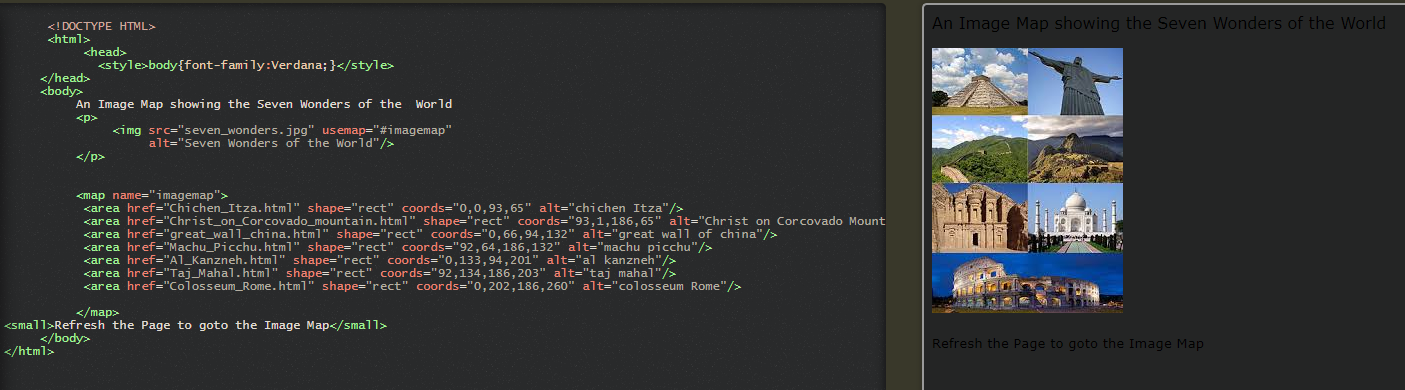 <!DOCTYPE HTML>
<html>
<head>
<style>body{font-family:Verdana;}</style>
</head>
<body>
An Image Map showing the Seven Wonders of the  World
<p>
<img src="seven_wonders.jpg" usemap="#imagemap"
alt="Seven Wonders of the World"/>
</p>
<map name="imagemap">
<area href="Chichen_Itza.html" shape="rect" coords="0,0,93,65" alt="chichen Itza"/>
<area href="Christ_on_Corcovado_mountain.html" shape="rect" coords="93,1,186,65" alt="Christ on Corcovado Mount
<area href="great_wall_china.html" shape="rect" coords="0,66,94,132" alt="great wall of china"/>
<area href="Machu_Picchu.html" shape="rect" coords="92,64,186,132" alt="machu picchu"/>
<area href="Al_Kanzneh.html" shape="rect" coords="0,133,94,201" alt="al kanzneh"/>
<area href="Taj_Mahal.html" shape="rect" coords="92,134,186,203" alt="taj mahal"/>
<area href="Colosseum_Rome.html" shape="rect" coords="0,202,186,260" alt="colosseum Rome"/>
</map>
<small>Refresh the Page to goto the Image Map</small>
</body>
</html>
An Image Map showing the Seven Wonders of the World
Refresh the Page to goto the Image Map